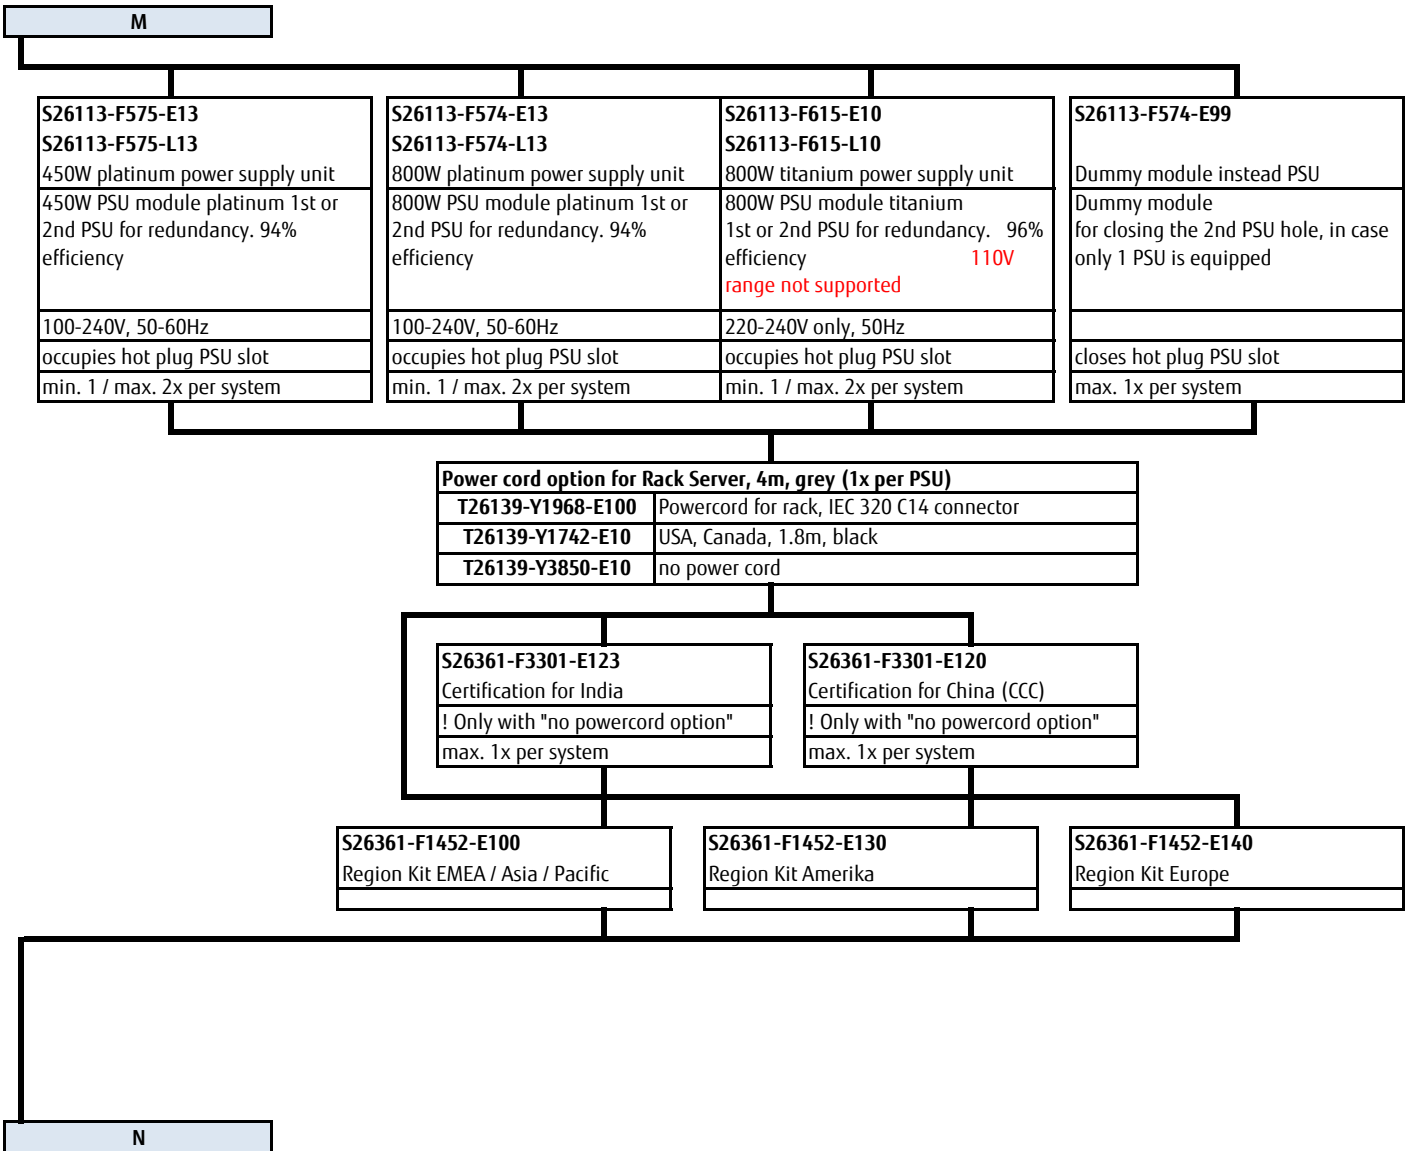 M
S26113-F575-E13
S26113-F575-L13
450W platinum power supply unit
450W PSU module platinum 1st or
2nd PSU for redundancy. 94%
efficiency
100-240V, 50-60Hz
occupies hot plug PSU slot
min. 1 / max. 2x per system
S26113-F574-E13
S26113-F574-L13
800W platinum power supply unit
800W PSU module platinum 1st or
2nd PSU for redundancy. 94%
efficiency
100-240V, 50-60Hz
occupies hot plug PSU slot
min. 1 / max. 2x per system
S26113-F615-E10
S26113-F615-L10
800W titanium power supply unit
800W PSU module titanium
1st or 2nd PSU for redundancy. 96%
efficiency 110V
range not supported
220-240V only, 50Hz
occupies hot plug PSU slot
min. 1 / max. 2x per system
S26113-F574-E99
Dummy module instead PSU
Dummy module
for closing the 2nd PSU hole, in case
only 1 PSU is equipped
closes hot plug PSU slot
max. 1x per system
Power cord option for Rack Server, 4m, grey (1x per PSU)
T26139-Y1968-E100 Powercord for rack, IEC 320 C14 connector
T26139-Y1742-E10 USA, Canada, 1.8m, black
T26139-Y3850-E10 no power cord
S26361-F3301-E123
Certification for India
! Only with "no powercord option"
max. 1x per system
S26361-F3301-E120
Certification for China (CCC)
! Only with "no powercord option"
max. 1x per system
S26361-F1452-E100
Region Kit EMEA / Asia / Pacific
S26361-F1452-E130
Region Kit Amerika
S26361-F1452-E140
Region Kit Europe
N